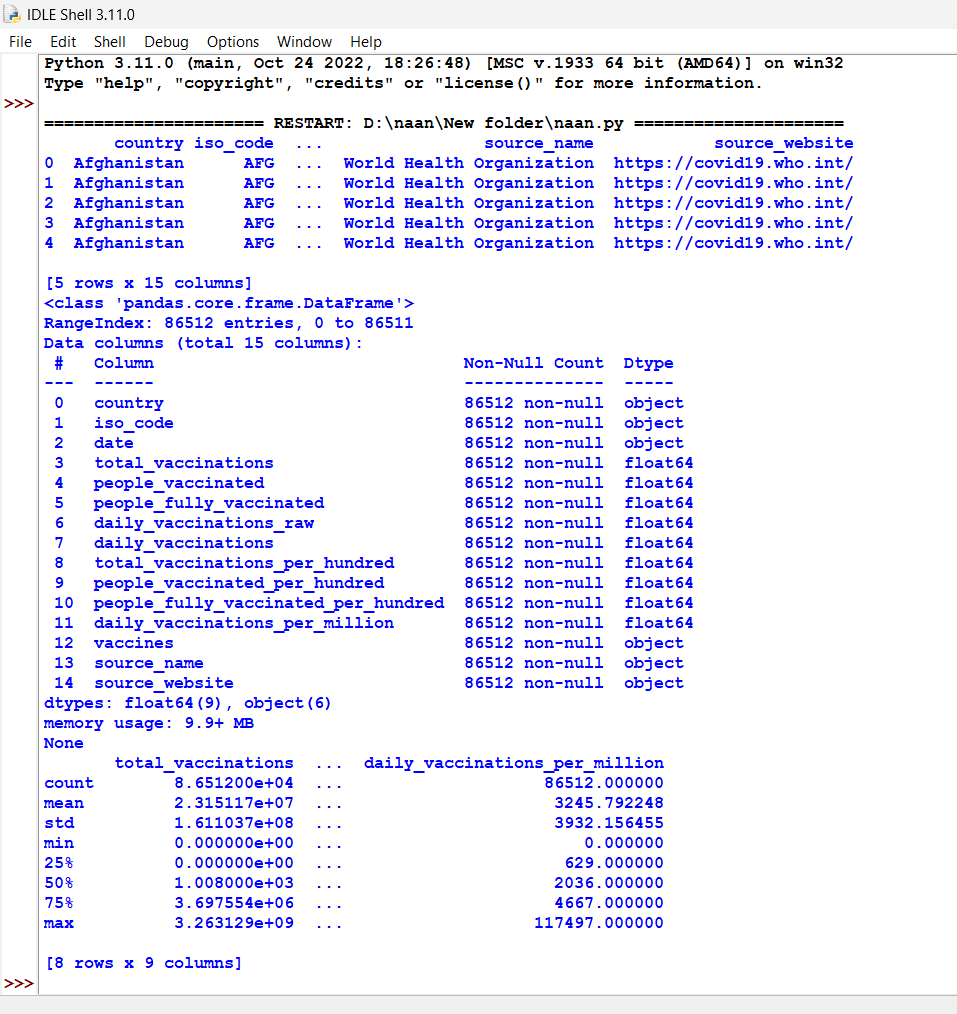 IDLE Shell 3.11.0
File Edit Shell Debug Options Window Help
Python 3.11.0 (main, Oct 24 2022, 18:26:48) [MSC v.1933 64 bit (AMD64)] on win32
Type "help", "copyright", "credits" or "license()" for more information.
>>>
====================== RESTART: D:\naan\New folder\naan.py =====================
       country iso_code  ...                source_name            source_website
0  Afghanistan      AFG  ...  World Health Organization  https://covid19.who.int/
1  Afghanistan      AFG  ...  World Health Organization  https://covid19.who.int/
2  Afghanistan      AFG  ...  World Health Organization  https://covid19.who.int/
3  Afghanistan      AFG  ...  World Health Organization  https://covid19.who.int/
4  Afghanistan      AFG  ...  World Health Organization  https://covid19.who.int/
[5 rows x 15 columns]
<class 'pandas.core.frame.DataFrame'>
RangeIndex: 86512 entries, 0 to 86511
Data columns (total 15 columns):
 #   Column                               Non-Null Count  Dtype
---  ------                               --------------  -----
 0   country                              86512 non-null  object
 1   iso_code                             86512 non-null  object
 2   date                                 86512 non-null  object
 3   total_vaccinations                   86512 non-null  float64
 4   people_vaccinated                    86512 non-null  float64
 5   people_fully_vaccinated              86512 non-null  float64
 6   daily_vaccinations_raw               86512 non-null  float64
 7   daily_vaccinations                   86512 non-null  float64
 8   total_vaccinations_per_hundred       86512 non-null  float64
 9   people_vaccinated_per_hundred        86512 non-null  float64
 10  people_fully_vaccinated_per_hundred  86512 non-null  float64
 11  daily_vaccinations_per_million       86512 non-null  float64
 12  vaccines                             86512 non-null  object
 13  source_name                          86512 non-null  object
 14  source_website                       86512 non-null  object
dtypes: float64(9), object(6)
memory usage: 9.9+ MB
None
       total_vaccinations  ...  daily_vaccinations_per_million
count        8.651200e+04  ...                    86512.000000
mean         2.315117e+07  ...                     3245.792248
std          1.611037e+08  ...                     3932.156455
min          0.000000e+00  ...                        0.000000
25%          0.000000e+00  ...                      629.000000
50%          1.008000e+03  ...                     2036.000000
75%          3.697554e+06  ...                     4667.000000
max          3.263129e+09  ...                   117497.000000
[8 rows x 9 columns]
>>>